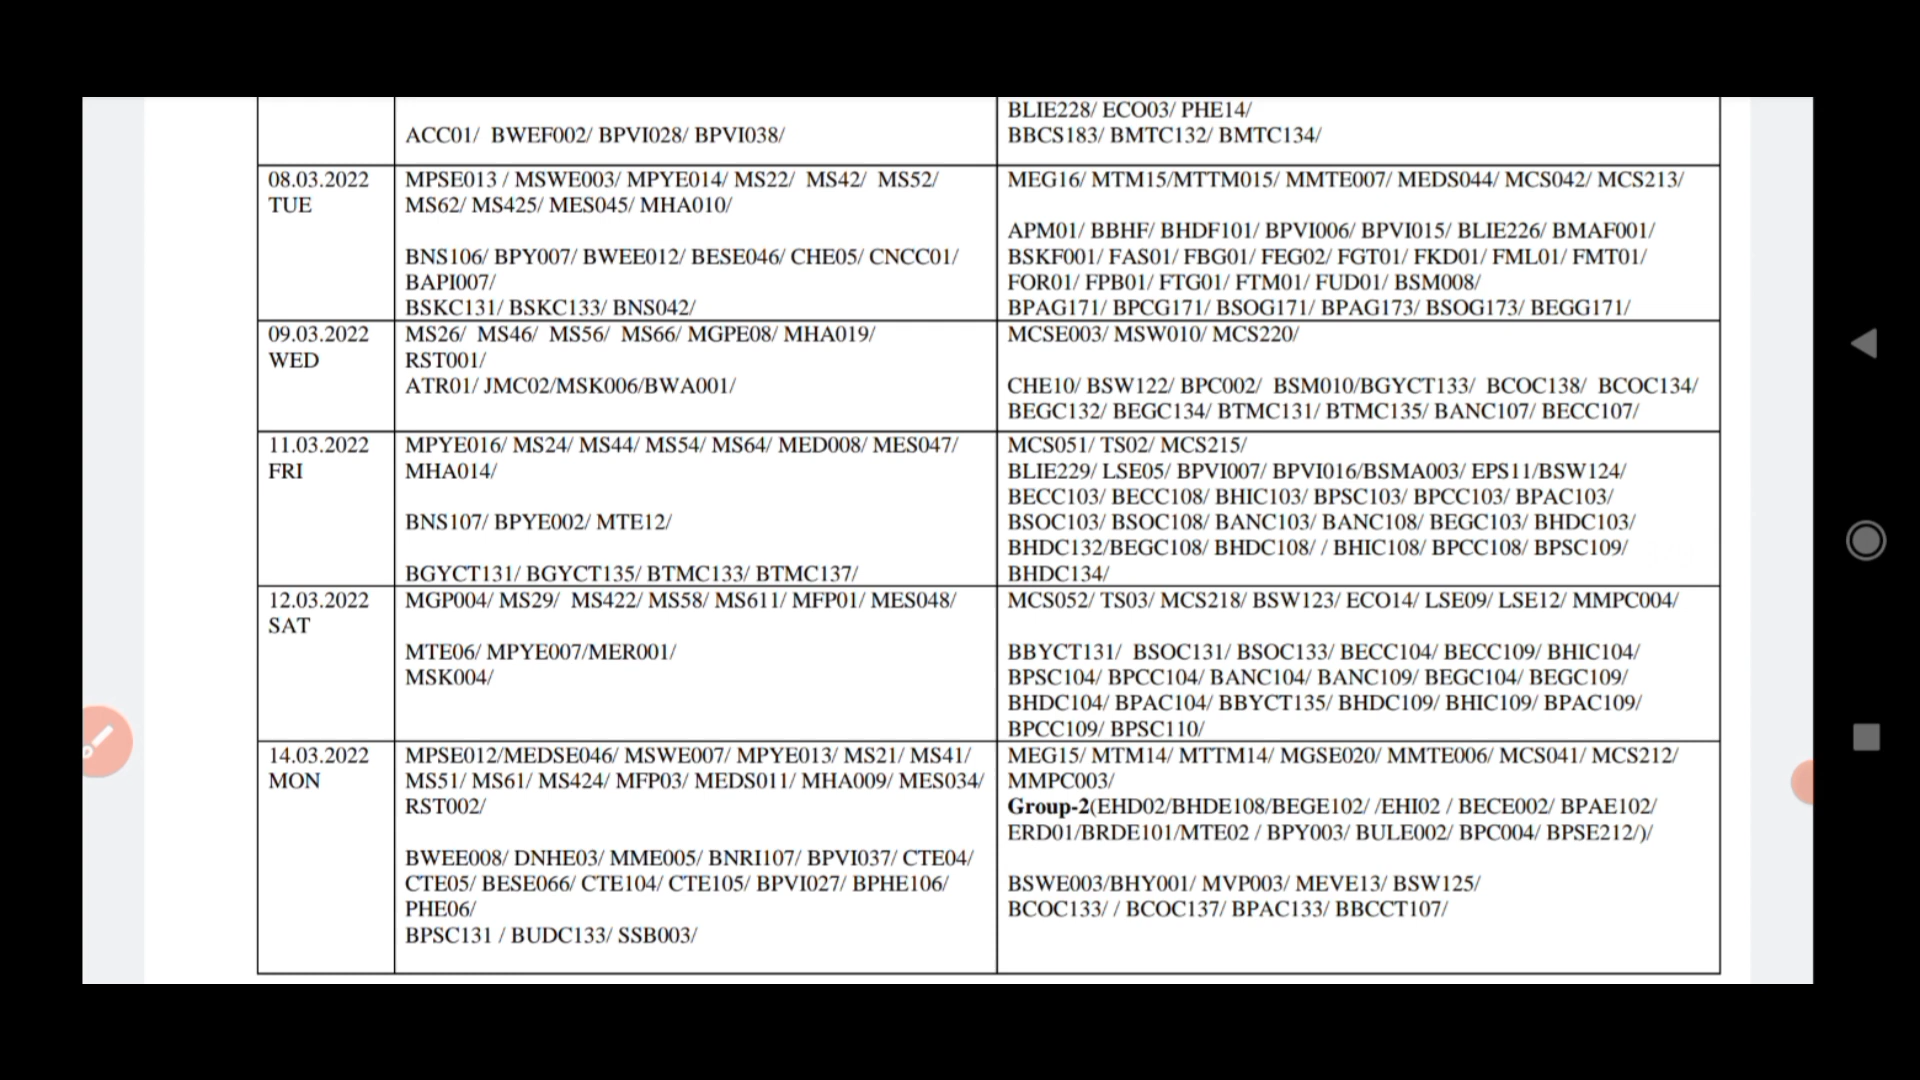 BLIE228/ ECO03/ PHE14/
ACC01/ BWEF002/ BPVI028/ BPVI038/
BBCS183/ BMTC132/ BMTC134/
08.03.2022
TUE
MPSE013 / MSWE003/ MPYE014/ MS22/ MS42/ MS52/
MS62/ MS425/ MES045/ MHA010/
BNS106/ BPY007/ BWEE012/ BESE046/ CHE05/ CNCC01/
BAPI007/
BSKC131/ BSKC133/ BNS042/
MEG16/ MTM15/MTTM015/ MMTE007/ MEDS044/ MCS042/ MCS213/
APM01/ BBHF/ BHDF101/ BPVI006/ BPVI015/ BLIE226/ BMAF001/
BSKF001/ FAS01/ FBG01/ FEG02/ FGT01/ FKD01/ FML01/ FMT01/
FOR01/ FPB01/ FTG01/ FTM01/ FUD01/ BSM008/
BPAG171/ BPCG171/ BSOG171/ BPAG173/ BSOG173/ BEGG171/
09.03.2022
WED
MS26/ MS46/ MS56/ MS66/ MGPE08/ MHA019/
RST001/
ATR01/ JMC02/MSK006/BWA001/
MCSE003/ MSW010/ MCS220/
CHE10/ BSW122/ BPC002/ BSM010/BGYCT133/ BCOC138/ BCOC134/
BEGC132/ BEGC134/ BTMC131/ BTMC135/ BANC107/ BECC107/
11.03.2022
FRI
MPYE016/ MS24/ MS44/ MS54/ MS64/ MED008/ MES047/
MHA014/
BNS107/ BPYE002/ MTE12/
BGYCT131/ BGYCT135/ BTMC133/ BTMC137/
MCS051/ TS02/ MCS215/
BLIE229/ LSE05/ BPVI007/ BPVI016/BSMA003/ EPS11/BSW124/
BECC103/ BECC108/ BHIC103/ BPSC103/ BPCC103/ BPAC103/
BSOC103/ BSOC108/ BANC103/ BANC108/ BEGC103/ BHDC103/
BHDC132/BEGC108/ BHDC108/ / BHIC108/ BPCC108/ BPSC109/
BHDC134/
12.03.2022
SAT
MGP004/ MS29/ MS422/ MS58/ MS611/ MFP01/ MES048/
MTE06/ MPYE007/MER001/
MSK004/
MCS052/ TS03/ MCS218/ BSW123/ ECO14/ LSE09/ LSE12/ MMPC004/
BBYCT131/ BSOC131/ BSOC133/ BECC104/ BECC109/ BHIC104/
BPSC104/ BPCC104/ BANC104/ BANC109/ BEGC104/ BEGC109/
BHDC104/ BPAC104/ BBYCT135/ BHDC109/ BHIC109/ BPAC109/
BPCC109/ BPSC110/
14.03.2022
MON
MPSE012/MEDSE046/ MSWE007/ MPYE013/ MS21/ MS41/
MS51/ MS61/ MS424/ MFP03/ MEDS011/ MHA009/ MES034/
RST002/
BWEE008/ DNHE03/ MME005/ BNRI107/ BPVI037/ CTE04/
CTE05/ BESE066/ CTE104/ CTE105/ BPVI027/ BPHE106/
PHE06/
BPSC131 / BUDC133/ SSB003/
MEG15/ MTM14/ MTTM14/ MGSE020/ MMTE006/ MCS041/ MCS212/
MMPC003/
Group-2(EHD02/BHDE108/BEGE102/ /EHI02 / BECE002/ BPAE102/
ERD01/BRDE101/MTE02 / BPY003/ BULE002/ BPC004/ BPSE212/)/
BSWE003/BHY001/ MVP003/ MEVE13/ BSW125/
BCOC133/ / BCOC137/ BPAC133/ BBCCT107/